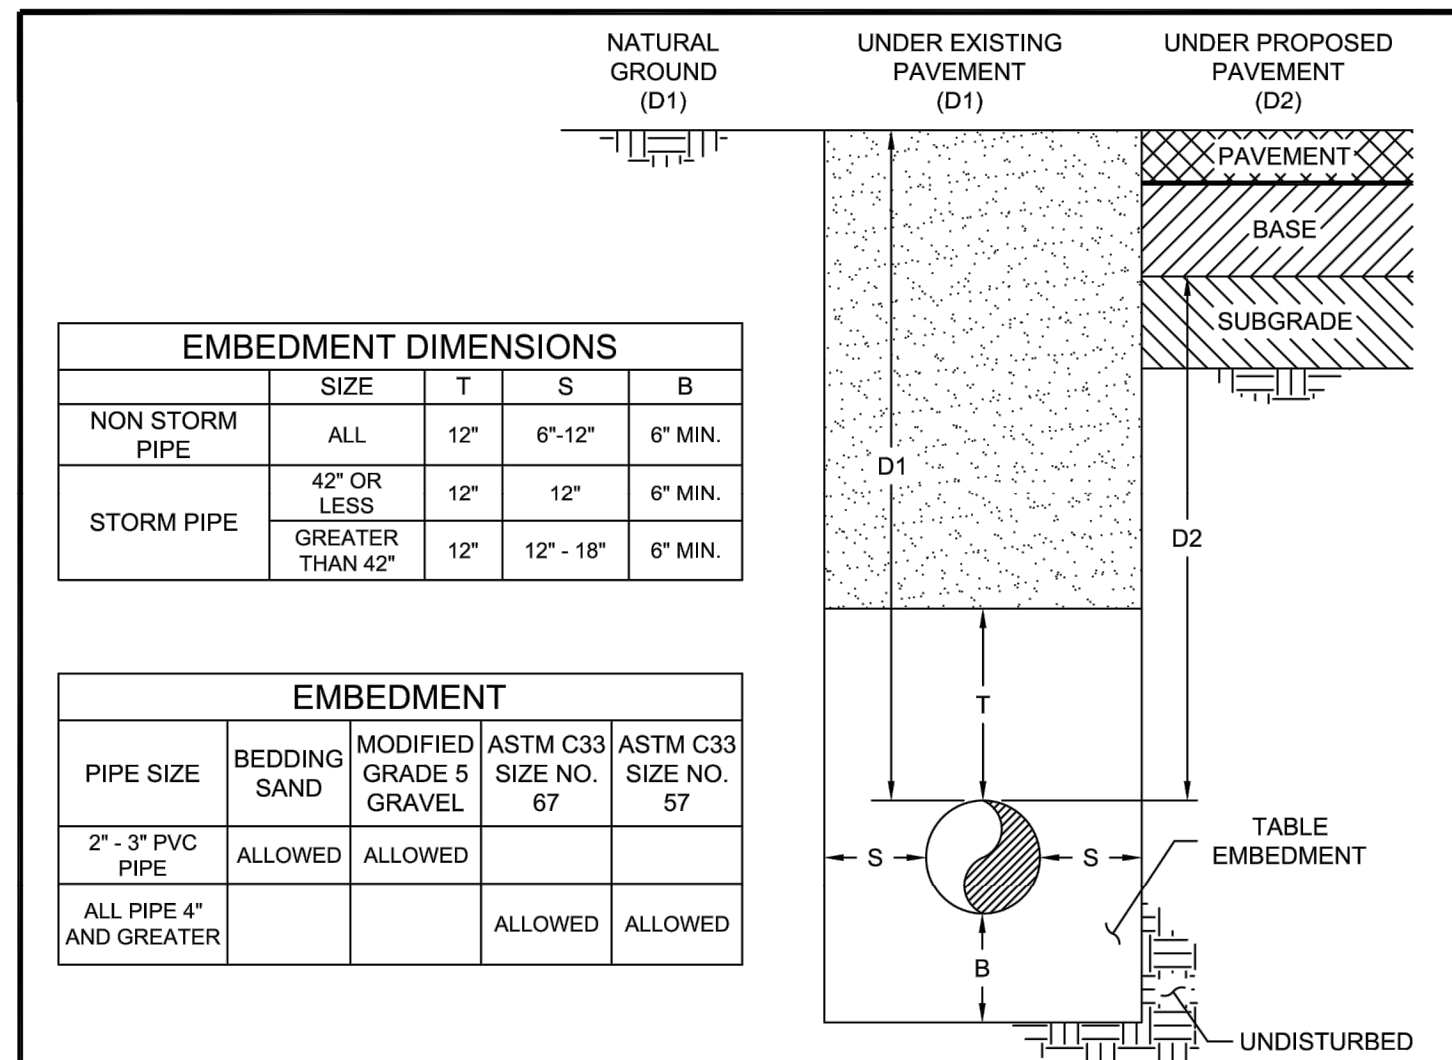 NATURAL
GROUND
(D1)
UNDER EXISTING
PAVEMENT
(D1)
UNDER PROPOSED
PAVEMENT
(D2)
PAVEMENT
BASE
SUBGRADE
EMBEDMENT DIMENSIONS
SIZE T S B
NON STORM
PIPE
ALL 12" 6"-12" 6" MIN.
STORM PIPE
42" OR
LESS
12" 12" 6" MIN.
GREATER
THAN 42"
12" 12" - 18" 6" MIN.
D1
D2
T
EMBEDMENT
PIPE SIZE
BEDDING
SAND
MODIFIED
GRADE 5
GRAVEL
ASTM C33
SIZE NO.
67
ASTM C33
SIZE NO.
57
2" - 3" PVC
PIPE
ALLOWED ALLOWED
ALL PIPE 4"
AND GREATER
ALLOWED ALLOWED
S S
B
TABLE
EMBEDMENT
UNDISTURBED